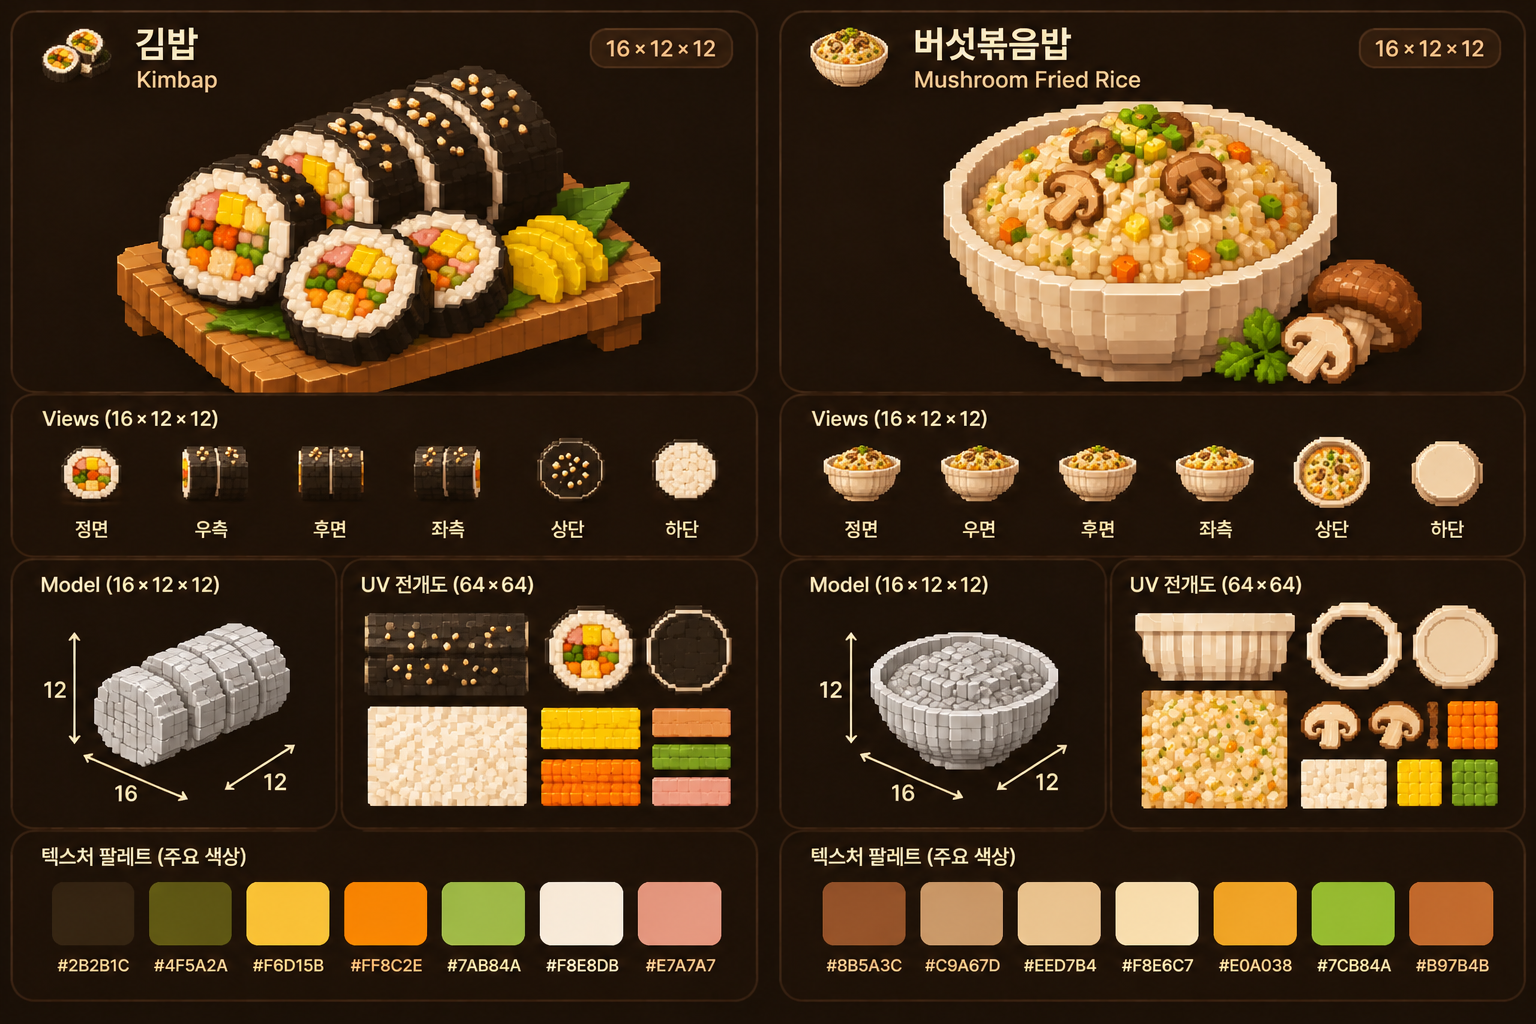 김밥
Kimbap
16×12×12
Views (16×12×12)
정면 우측 후면 좌측 상단 하단
Model (16×12×12)
12
16
12
UV 전개도 (64×64)
텍스처 팔레트 (주요 색상)
#2B2B1C #4F5A2A #F6D15B #FF8C2E #7AB84A #F8E8DB #E7A7A7
버섯볶음밥
Mushroom Fried Rice
16×12×12
Views (16×12×12)
정면 우면 후면 좌측 상단 하단
Model (16×12×12)
12
16
12
UV 전개도 (64×64)
텍스처 팔레트 (주요 색상)
#8B5A3C #C9A67D #EED7B4 #F8E6C7 #E0A038 #7CB84A #B97B4B